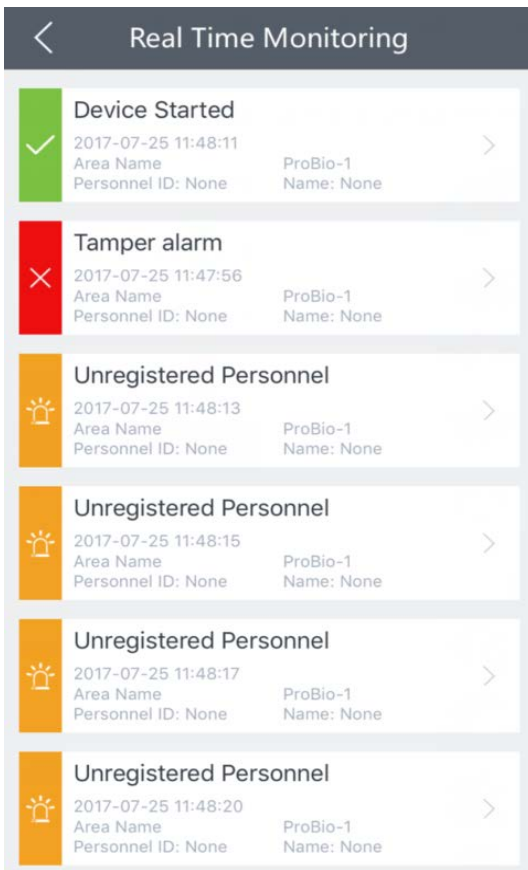 Real Time Monitoring
Device Started
2017-07-25 11:48:11
Area Name ProBio-1
Personnel ID: None Name: None
Tamper alarm
2017-07-25 11:47:56
Area Name ProBio-1
Personnel ID: None Name: None
Unregistered Personnel
2017-07-25 11:48:13
Area Name ProBio-1
Personnel ID: None Name: None
Unregistered Personnel
2017-07-25 11:48:15
Area Name ProBio-1
Personnel ID: None Name: None
Unregistered Personnel
2017-07-25 11:48:17
Area Name ProBio-1
Personnel ID: None Name: None
Unregistered Personnel
2017-07-25 11:48:20
Area Name ProBio-1
Personnel ID: None Name: None